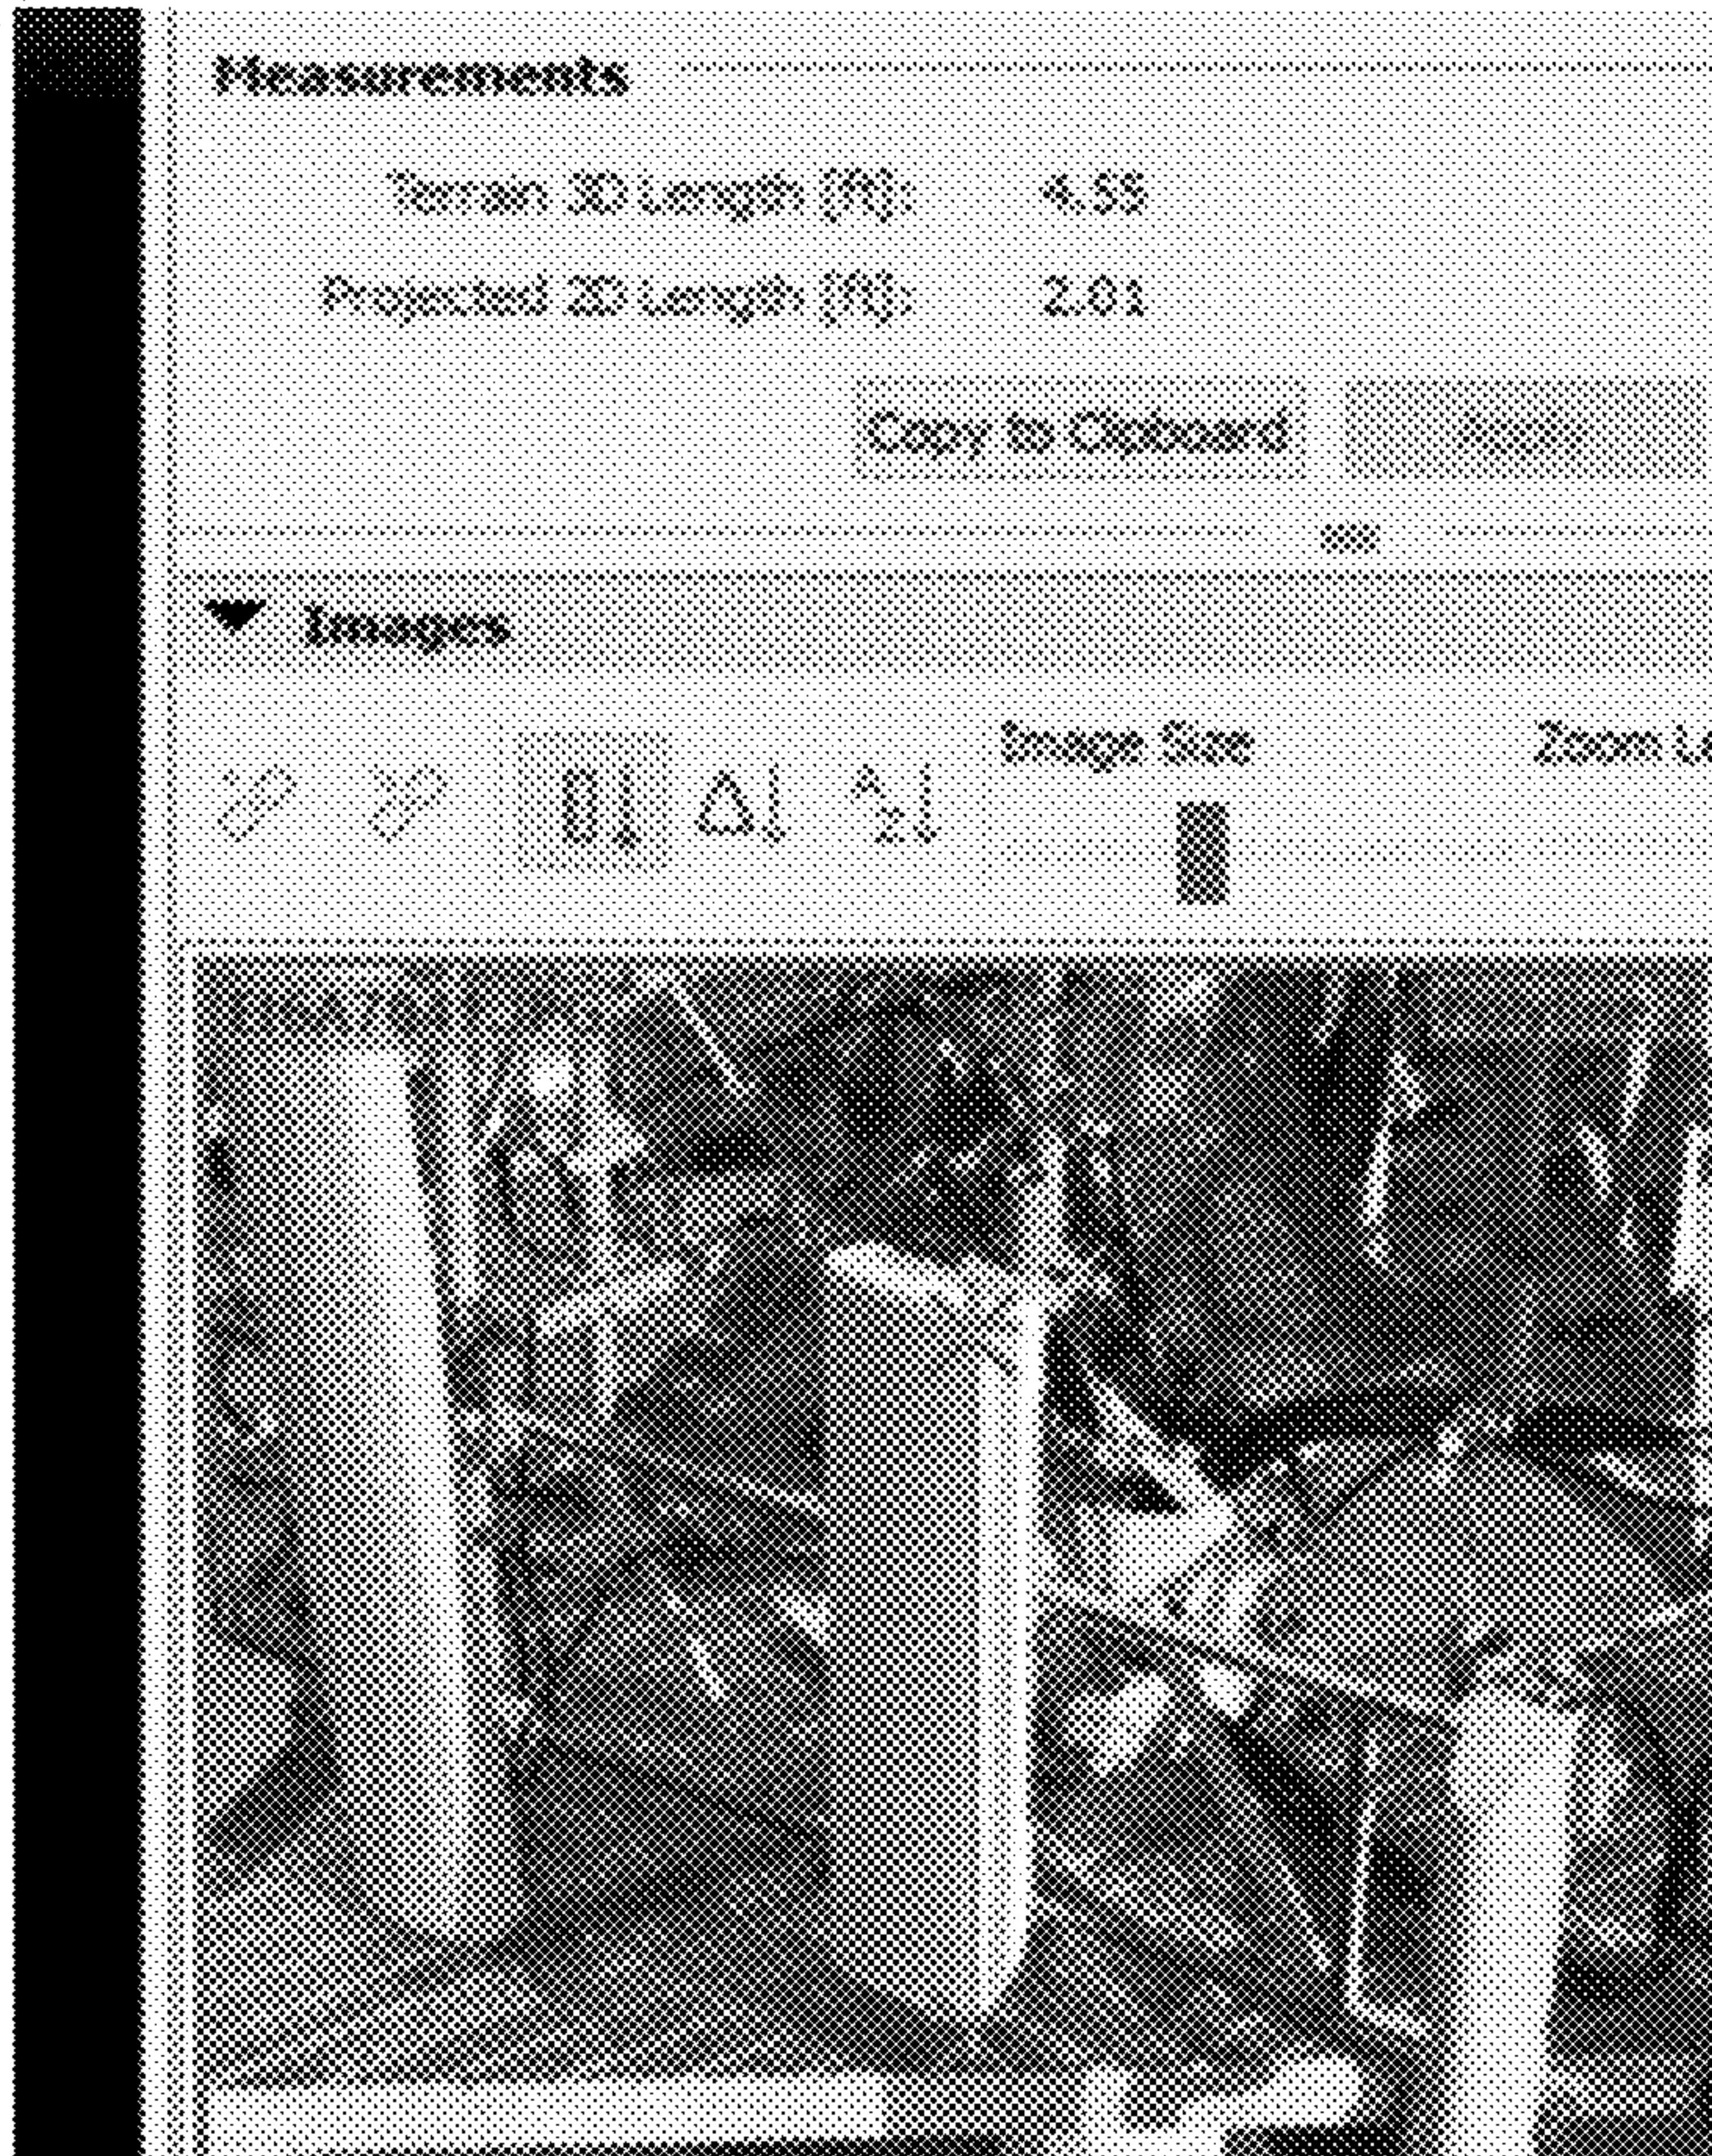 Measurements
Terrain 3D Length [ft]: 4.55
Projected 2D Length [ft]: 2.01
Copy to Clipboard
Images
Image Size Zoom
A
Z